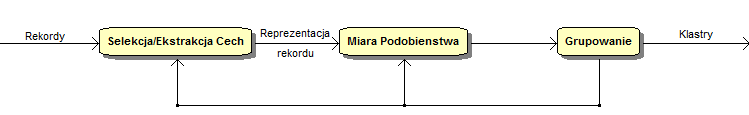 Rekordy
Selekcja/Ekstrakcja Cech
Reprezentacja
rekordu
Miara Podobienstwa
Grupowanie
Klastry